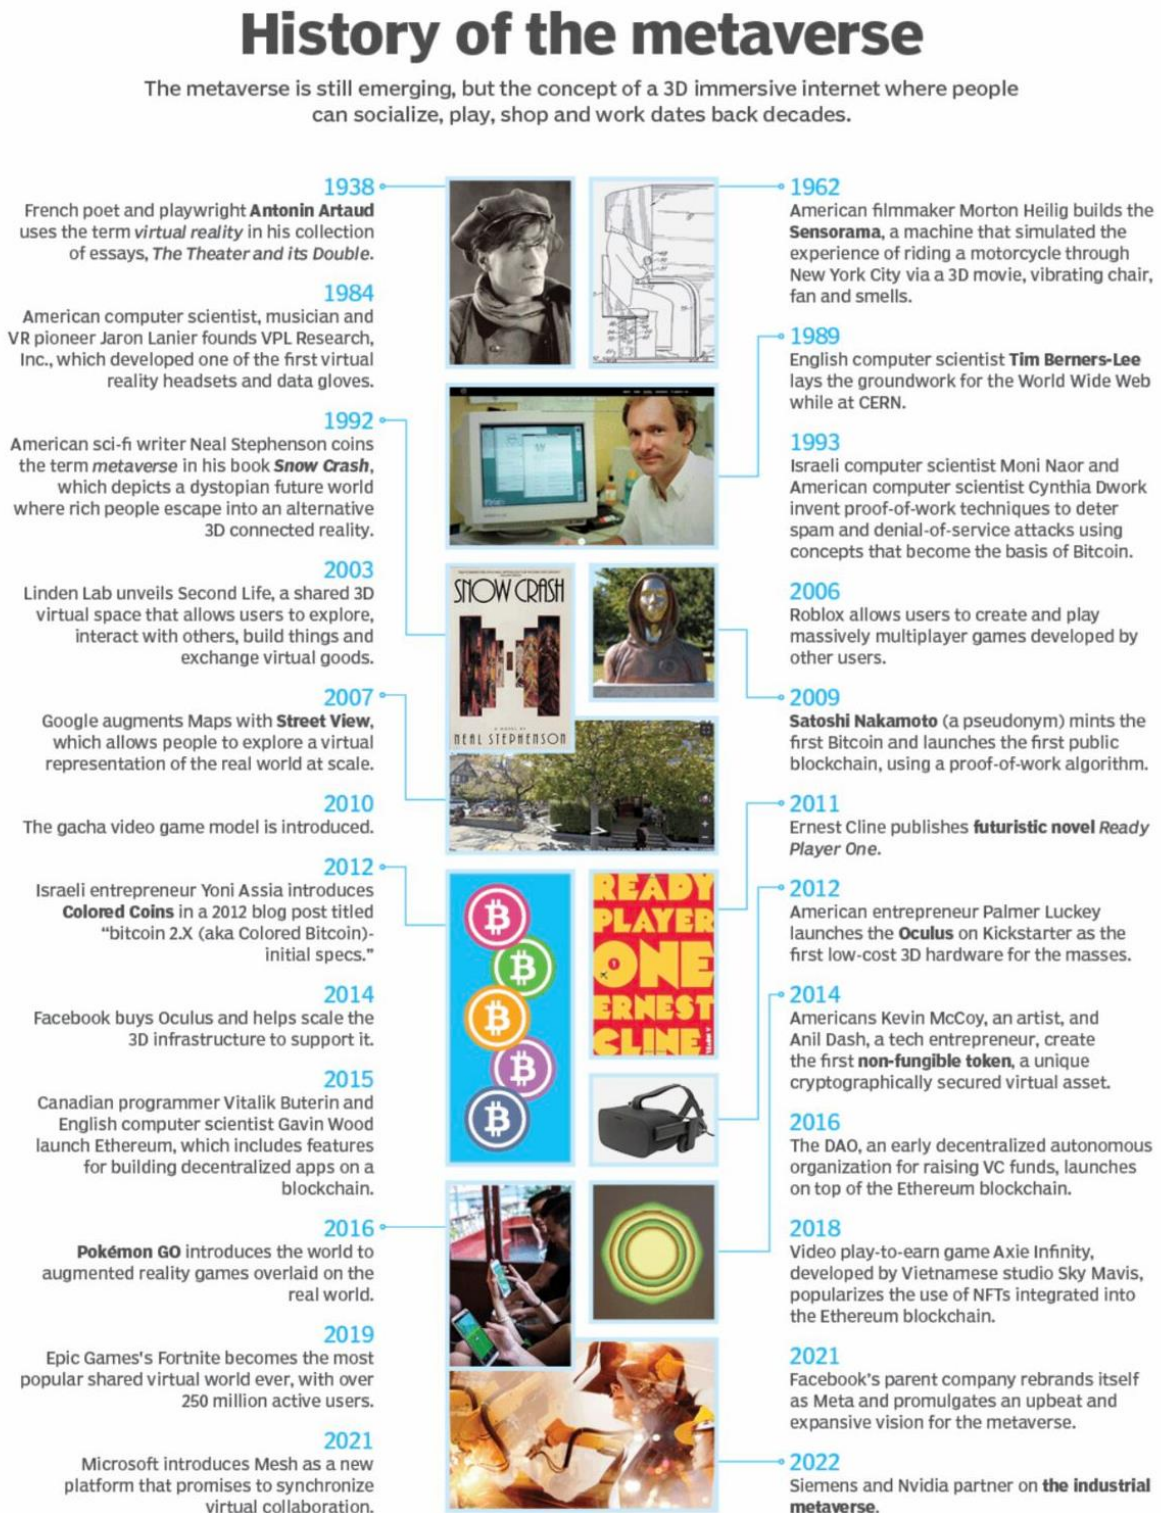 History of the metaverse
The metaverse is still emerging, but the concept of a 3D immersive internet where people
can socialize, play, shop and work dates back decades.
1938
French poet and playwright Antonin Artaud
uses the term virtual reality in his collection
of essays, The Theater and its Double.
1962
American filmmaker Morton Heilig builds the
Sensorama, a machine that simulated the
experience of riding a motorcycle through
New York City via a 3D movie, vibrating chair,
fan and smells.
1984
American computer scientist, musician and
VR pioneer Jaron Lanier founds VPL Research,
Inc., which developed one of the first virtual
reality headsets and data gloves.
1989
English computer scientist Tim Berners-Lee
lays the groundwork for the World Wide Web
while at CERN.
1992
American sci-fi writer Neal Stephenson coins
the term metaverse in his book Snow Crash,
which depicts a dystopian future world
where rich people escape into an alternative
3D connected reality.
1993
Israeli computer scientist Moni Naor and
American computer scientist Cynthia Dwork
invent proof-of-work techniques to deter
spam and denial-of-service attacks using
concepts that become the basis of Bitcoin.
2003
Linden Lab unveils Second Life, a shared 3D
virtual space that allows users to explore,
interact with others, build things and
exchange virtual goods.
SNOW CRASH
A NOVEL BY
NEAL STEPHENSON
2006
Roblox allows users to create and play
massively multiplayer games developed by
other users.
2007
Google augments Maps with Street View,
which allows people to explore a virtual
representation of the real world at scale.
2009
Satoshi Nakamoto (a pseudonym) mints the
first Bitcoin and launches the first public
blockchain, using a proof-of-work algorithm.
2010
The gacha video game model is introduced.
2011
Ernest Cline publishes futuristic novel Ready
Player One.
2012
Israeli entrepreneur Yoni Assia introduces
Colored Coins in a 2012 blog post titled
“bitcoin 2.X (aka Colored Bitcoin)-
initial specs.”
READY
PLAYER
ONE
ERNEST
CLINE
2012
American entrepreneur Palmer Luckey
launches the Oculus on Kickstarter as the
first low-cost 3D hardware for the masses.
2014
Facebook buys Oculus and helps scale the
3D infrastructure to support it.
2014
Americans Kevin McCoy, an artist, and
Anil Dash, a tech entrepreneur, create
the first non-fungible token, a unique
cryptographically secured virtual asset.
2015
Canadian programmer Vitalik Buterin and
English computer scientist Gavin Wood
launch Ethereum, which includes features
for building decentralized apps on a
blockchain.
2016
The DAO, an early decentralized autonomous
organization for raising VC funds, launches
on top of the Ethereum blockchain.
2016
Pokémon GO introduces the world to
augmented reality games overlaid on the
real world.
2018
Video play-to-earn game Axie Infinity,
developed by Vietnamese studio Sky Mavis,
popularizes the use of NFTs integrated into
the Ethereum blockchain.
2019
Epic Games's Fortnite becomes the most
popular shared virtual world ever, with over
250 million active users.
2021
Facebook's parent company rebrands itself
as Meta and promulgates an upbeat and
expansive vision for the metaverse.
2021
Microsoft introduces Mesh as a new
platform that promises to synchronize
virtual collaboration.
2022
Siemens and Nvidia partner on the industrial
metaverse.